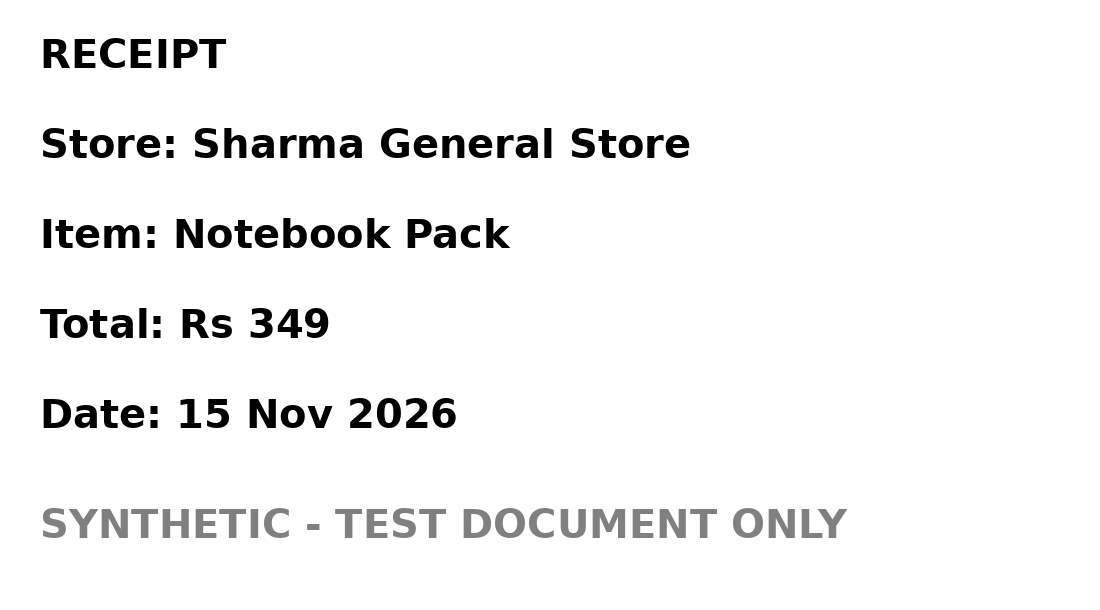 RECEIPT
Store: Sharma General Store
Item: Notebook Pack
Total: Rs 349
Date: 15 Nov 2026
SYNTHETIC - TEST DOCUMENT ONLY